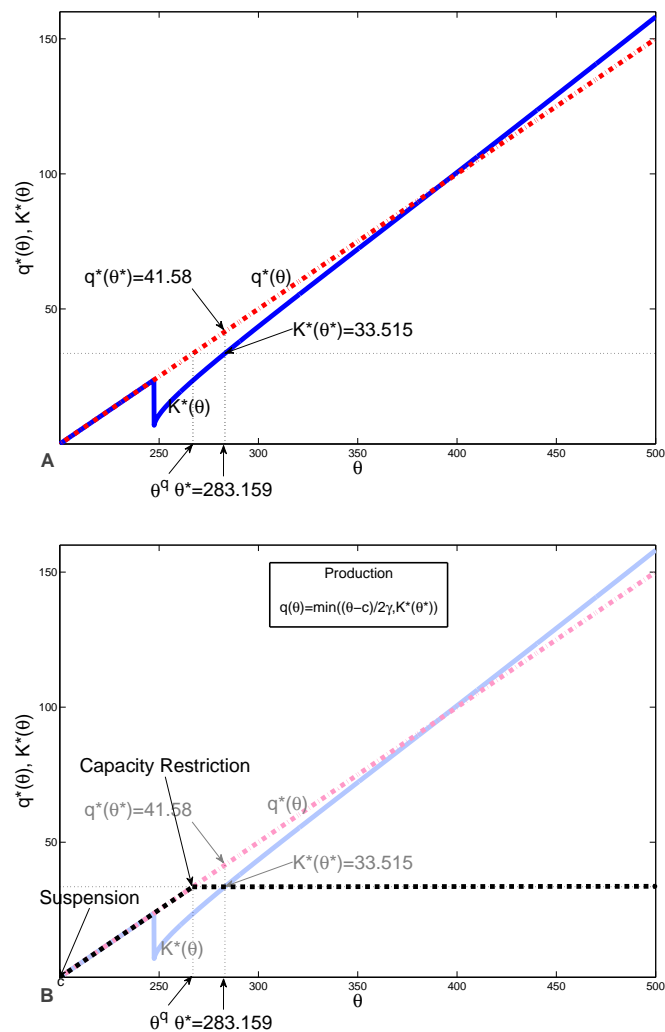 150
100
50
q*(θ), K*(θ)
q*(θ*)=41.58
q*(θ)
K*(θ*)=33.515
K*(θ)
A
250
300
350
400
450
500
θ
θ^q θ*=283.159
Production
q(θ)=min((θ−c)/2γ,K*(θ*))
150
100
50
q*(θ), K*(θ)
Capacity Restriction
q*(θ*)=41.58
q*(θ)
K*(θ*)=33.515
Suspension
K*(θ)
B
c
250
300
350
400
450
500
θ
θ^q θ*=283.159